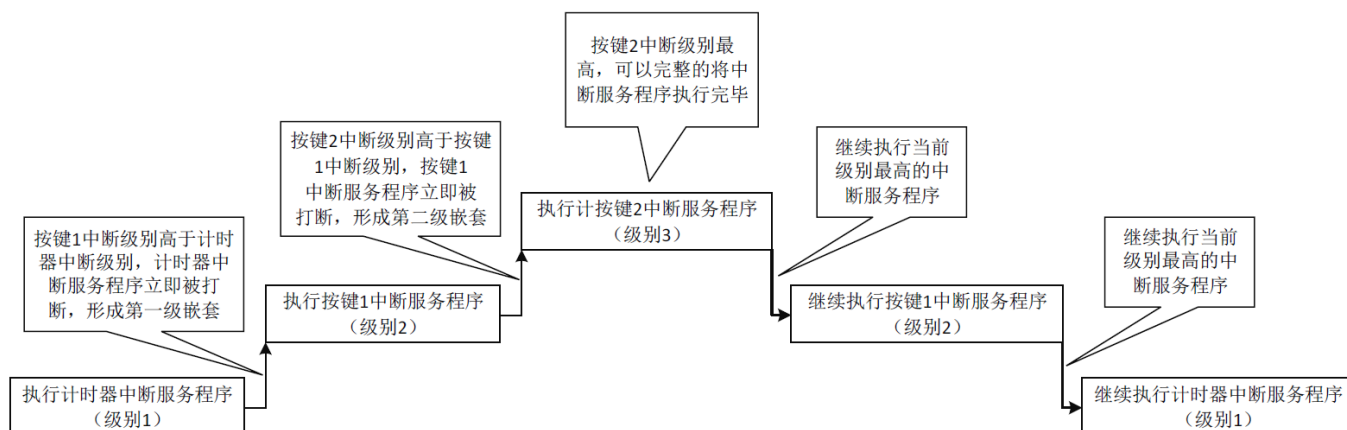 按键2中断级别最
高，可以完整的将中
断服务程序执行完毕
按键2中断级别高于按键
1中断级别，按键1
中断服务程序立即被
打断，形成第二级嵌套
继续执行当前
级别最高的中
断服务程序
执行计按键2中断服务程序
（级别3）
按键1中断级别高于计时
器中断级别，计时器中
断服务程序立即被打
断，形成第一级嵌套
继续执行当前
级别最高的中
断服务程序
执行按键1中断服务程序
（级别2）
继续执行按键1中断服务程序
（级别2）
执行计时器中断服务程序
（级别1）
继续执行计时器中断服务程序
（级别1）